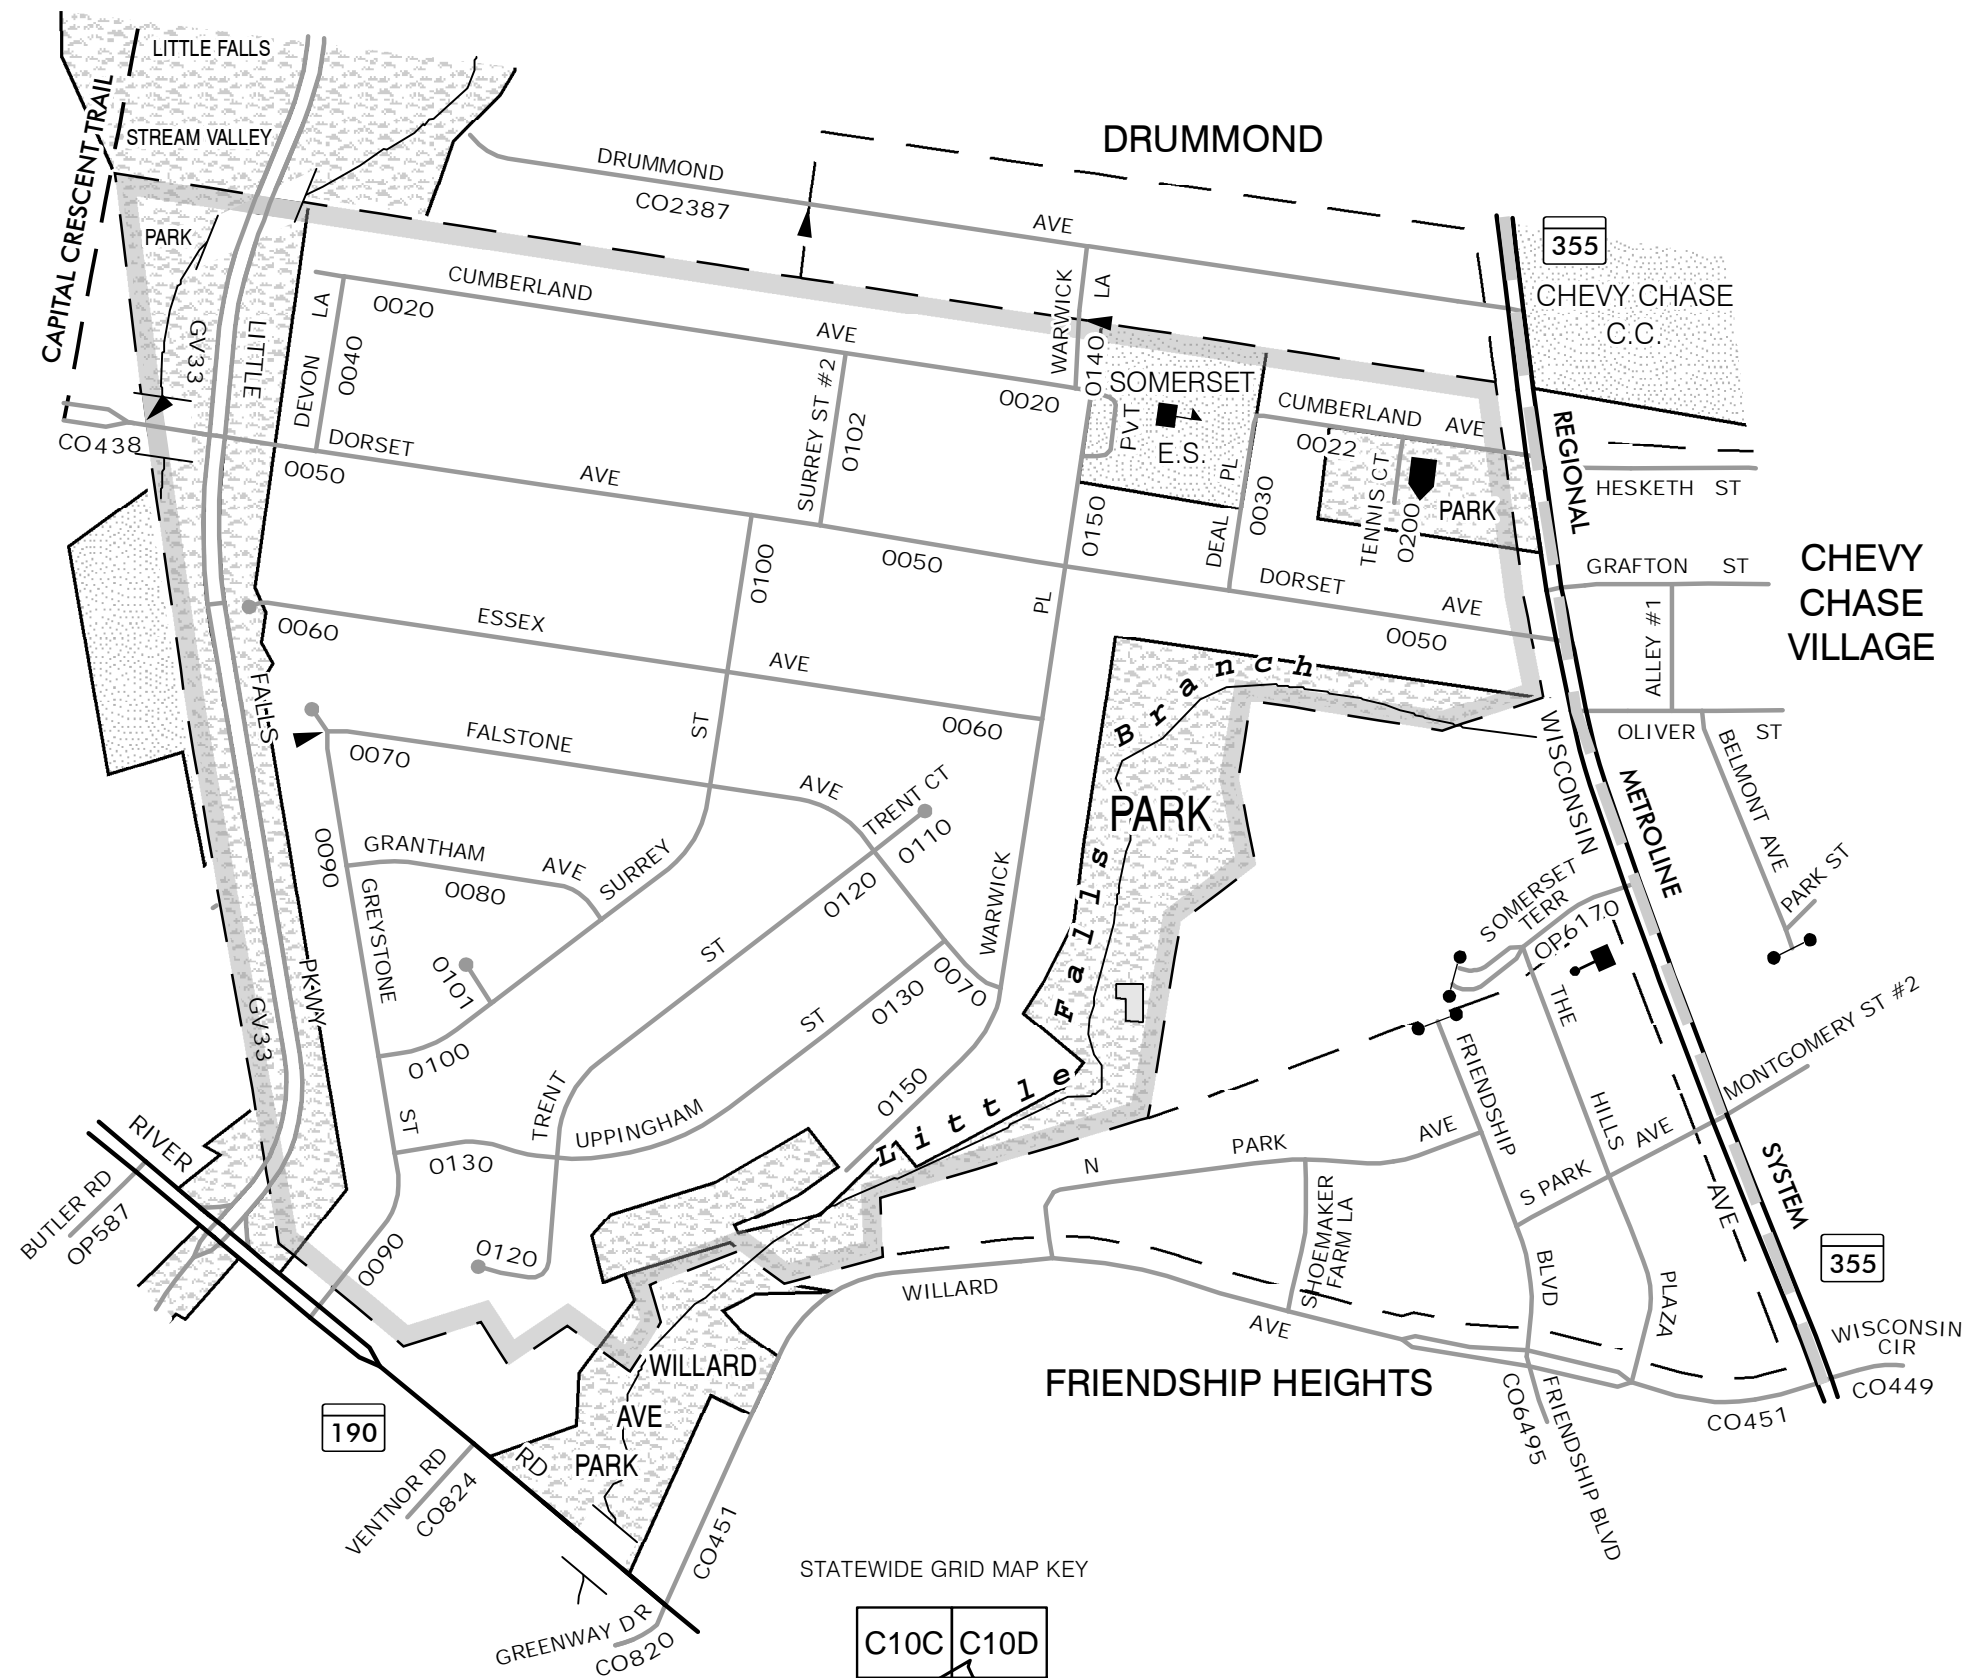 LITTLE FALLS
STREAM VALLEY
PARK
CAPITAL CRESCENT TRAIL
DRUMMOND
DRUMMOND
AVE
CO2387
355
CHEVY CHASE
C.C.
CUMBERLAND
AVE
0020
0020
WARWICK
LA
0140
DEVON
LA
0040
GV33
LITTLE
FALLS
PKWY
GV33
CO438
DORSET
AVE
0050
SURREY ST #2
0102
SOMERSET
E.S.
PVT
CUMBERLAND
AVE
0022
TENNIS CT
0200
PARK
DEAL
PL
0030
0150
REGIONAL
METROLINE
SYSTEM
HESKETH ST
GRAFTON ST
ALLEY #1
OLIVER ST
CHEVY
CHASE
VILLAGE
0100
0050
DORSET
AVE
0050
ESSEX
AVE
0060
0060
PL
FALSTONE
AVE
0070
ST
Little Falls Branch
PARK
WISCONSIN
AVE
BELMONT AVE
PARK ST
TRENT CT
0110
0090
GRANTHAM
AVE
0080
SURREY
GREYSTONE
ST
0120
WARWICK
0101
0100
ST
TRENT
ST
0130
0070
UPPINGHAM
0130
0150
SOMERSET
TERR
OP6170
THE
HILLS
PLAZA
MONTGOMERY ST #2
FRIENDSHIP
BLVD
N
PARK
AVE
S PARK
AVE
SHOEMAKER
FARM LA
RIVER
RD
BUTLER RD
OP587
0090
0120
WILLARD
AVE
355
WISCONSIN
CIR
CO449
CO451
WILLARD
AVE
PARK
FRIENDSHIP HEIGHTS
CO6495
FRIENDSHIP BLVD
190
VENTNOR RD
CO824
CO451
GREENWAY DR
CO820
STATEWIDE GRID MAP KEY
C10C C10D